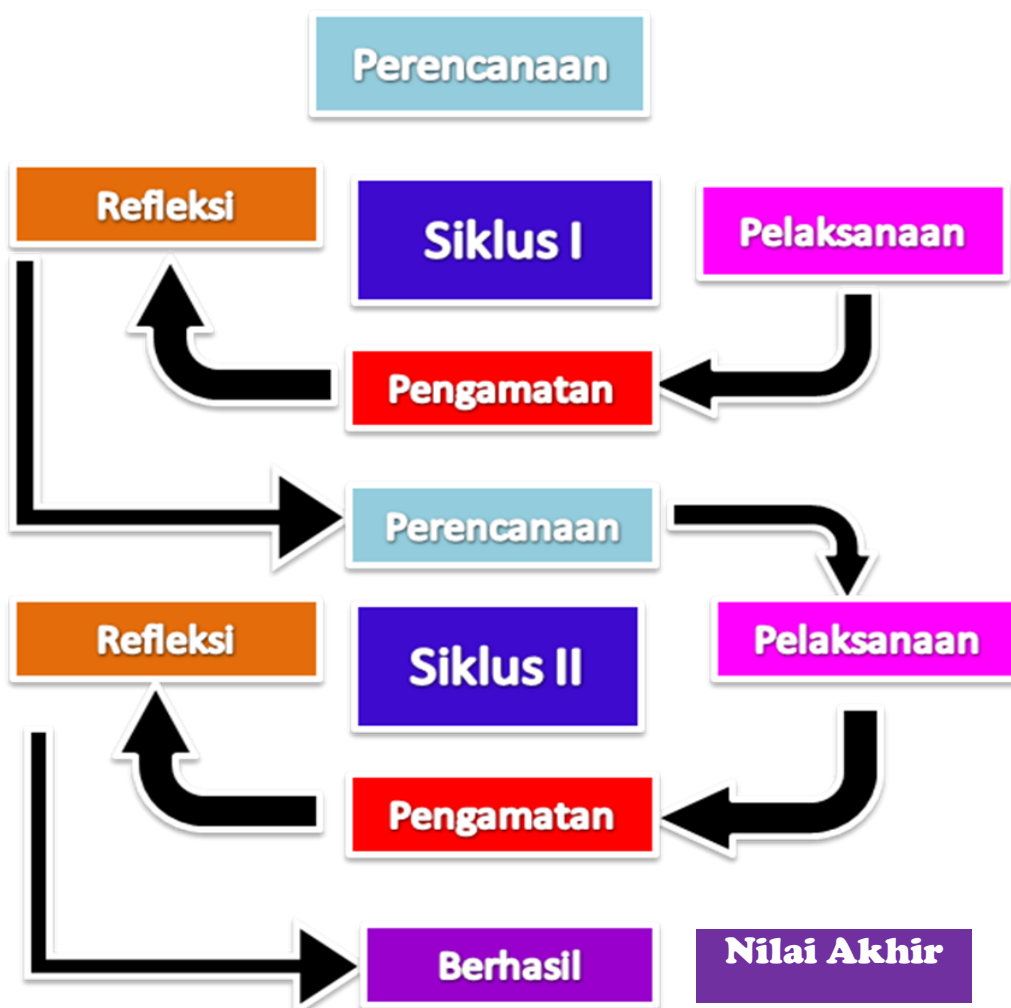 Perencanaan
Refleksi
Siklus I
Pelaksanaan
Pengamatan
Perencanaan
Refleksi
Siklus II
Pelaksanaan
Pengamatan
Berhasil
Nilai Akhir